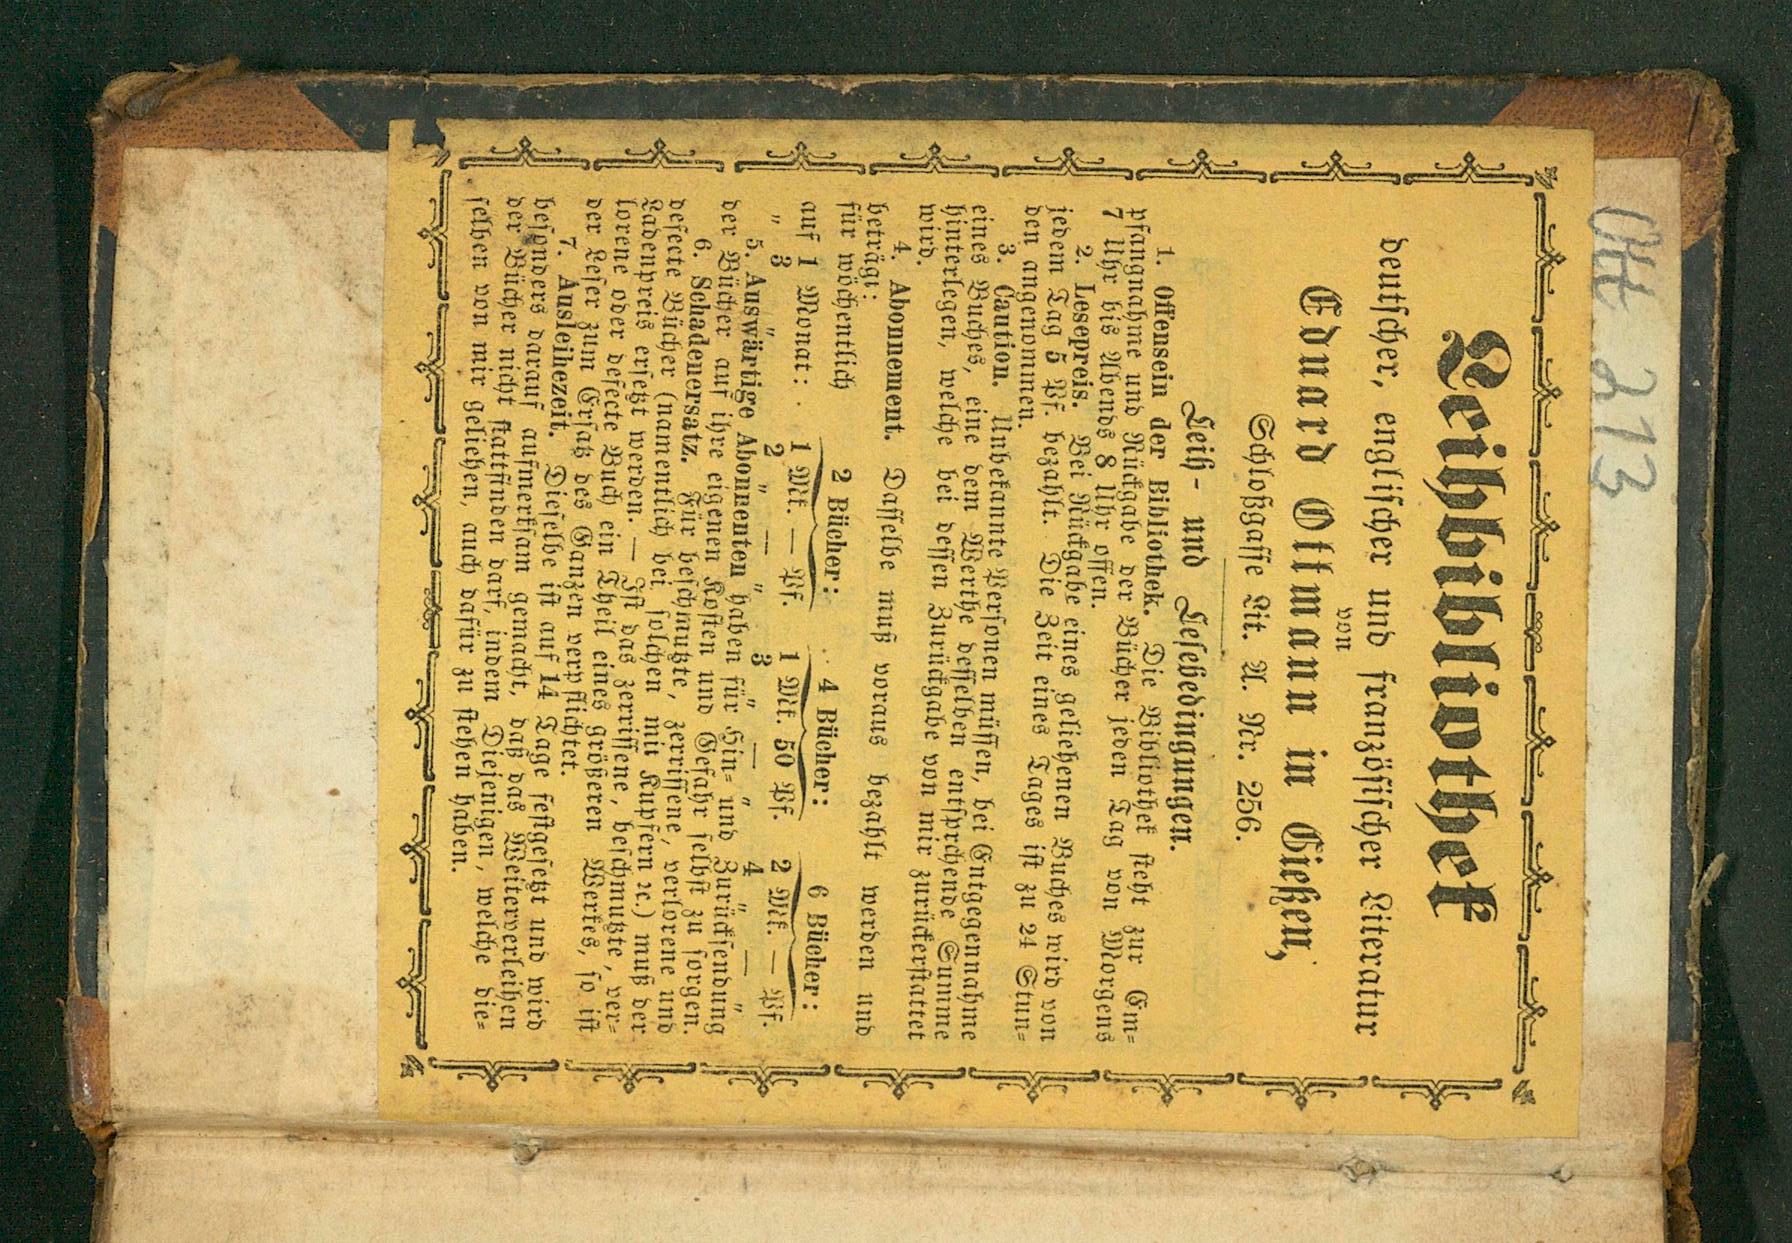 Ott 213
Leihbibliothek
deutscher, englischer und französischer Literatur
von
Eduard Ottmann in Gießen,
Schloßgasse Lit. A. Nr. 256.
Leih- und Lesebedingungen.
1. Offensein der Bibliothek. Die Bibliothek steht zur Em-
pfangnahme und Rückgabe der Bücher jeden Tag von Morgens
7 Uhr bis Abends 8 Uhr offen.
2. Lesepreis. Bei Rückgabe eines geliehenen Buches wird von
jedem Tag 5 Pf. bezahlt. Die Zeit eines Tages ist zu 24 Stun-
den angenommen.
3. Caution. Unbekannte Personen müssen, bei Entgegennahme
eines Buches, eine dem Werthe desselben entsprchende Summe
hinterlegen, welche bei dessen Zurückgabe von mir zurückerstattet
wird.
4. Abonnement. Dasselbe muß voraus bezahlt werden und
beträgt:
für wöchentlich 2 Bücher: 4 Bücher: 6 Bücher:
auf 1 Monat: 1 Mk. — Pf. 1 Mk. 50 Pf. 2 Mk. — Pf.
" 3 " 2 " — " 3 " — " 4 " — "
5. Auswärtige Abonnenten haben für Hin- und Zurücksendung
der Bücher auf ihre eigenen Kosten und Gefahr selbst zu sorgen.
6. Schadenersatz. Für beschmutzte, zerrissene, verlorene und
defecte Bücher (namentlich bei solchen mit Kupfern ꝛc.) muß der
Ladenpreis ersetzt werden. — Ist das zerrissene, beschmutzte, ver-
lorene oder defecte Buch ein Theil eines größeren Werkes, so ist
der Leser zum Ersatz des Ganzen verpflichtet.
7. Ausleihezeit. Dieselbe ist auf 14 Tage festgesetzt und wird
besonders darauf aufmerksam gemacht, daß das Weiterverleihen
der Bücher nicht stattfinden darf, indem Diejenigen, welche die-
selben von mir geliehen, auch dafür zu stehen haben.